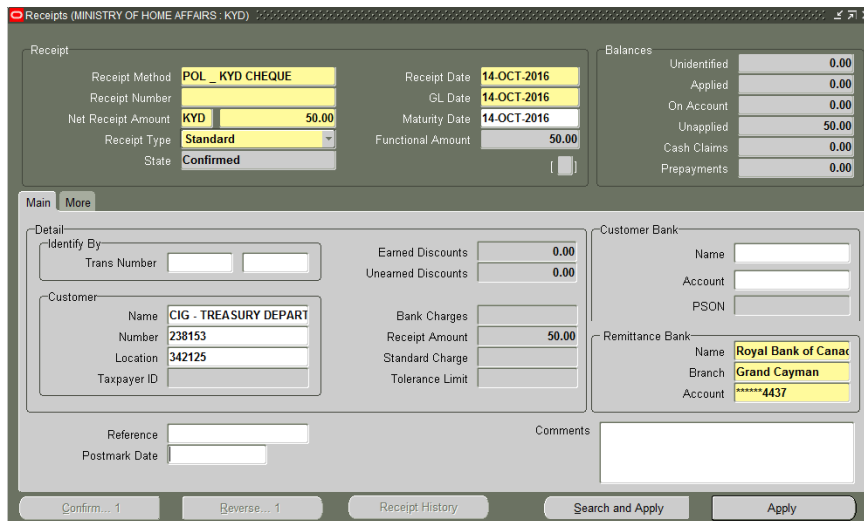 Receipts (MINISTRY OF HOME AFFAIRS : KYD)
Receipt
Receipt Method POL _ KYD CHEQUE
Receipt Number
Net Receipt Amount KYD 50.00
Receipt Type Standard
State Confirmed
Receipt Date 14-OCT-2016
GL Date 14-OCT-2016
Maturity Date 14-OCT-2016
Functional Amount 50.00
[ ]
Balances
Unidentified 0.00
Applied 0.00
On Account 0.00
Unapplied 50.00
Cash Claims 0.00
Prepayments 0.00
Main More
Detail
Identify By
Trans Number
Customer
Name CIG - TREASURY DEPART
Number 238153
Location 342125
Taxpayer ID
Earned Discounts 0.00
Unearned Discounts 0.00
Bank Charges
Receipt Amount 50.00
Standard Charge
Tolerance Limit
Customer Bank
Name
Account
PSON
Remittance Bank
Name Royal Bank of Canad
Branch Grand Cayman
Account ******4437
Reference
Postmark Date
Comments
Confirm... 1 Reverse... 1 Receipt History Search and Apply Apply